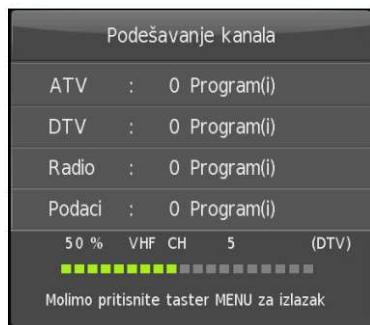 Podešavanje kanala
ATV : 0 Program(i)
DTV : 0 Program(i)
Radio : 0 Program(i)
Podaci : 0 Program(i)
50 % VHF CH 5 (DTV)
Molimo pritisnite taster MENU za izlazak